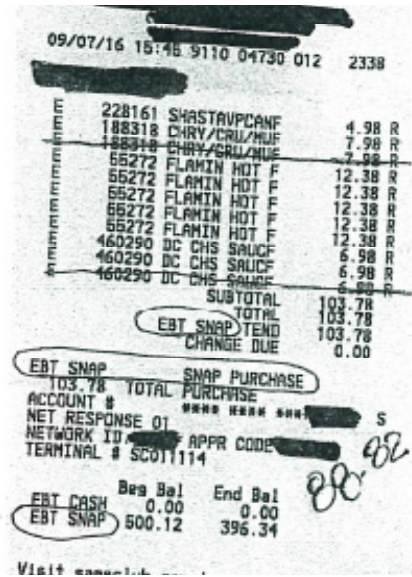 09/07/16 15:45 9110 04730 012 2338
E 228161 SHASTAVPCANF 4.98 R
E 188318 CHRY/CRU/MUF 7.98 R
E 188318 CHRY/CRU/MUF 7.98 R
E 55272 FLAMIN HOT F 12.38 R
E 55272 FLAMIN HOT F 12.38 R
E 55272 FLAMIN HOT F 12.38 R
E 55272 FLAMIN HOT F 12.38 R
E 55272 FLAMIN HOT F 12.38 R
E 460290 DC CHS SAUCF 6.98 R
E 460290 DC CHS SAUCF 6.98 R
E 460290 DC CHS SAUCF 6.98 R
SUBTOTAL 103.78
TOTAL 103.78
EBT SNAP TEND 103.78
CHANGE DUE 0.00
EBT SNAP SNAP PURCHASE
103.78 TOTAL PURCHASE
ACCOUNT # **** **** **** S
NET RESPONSE 01
NETWORK ID. APPR CODE
TERMINAL # SC011114
88.82
Beg Bal End Bal
EBT CASH 0.00 0.00
EBT SNAP 500.12 396.34
Visit samsclub